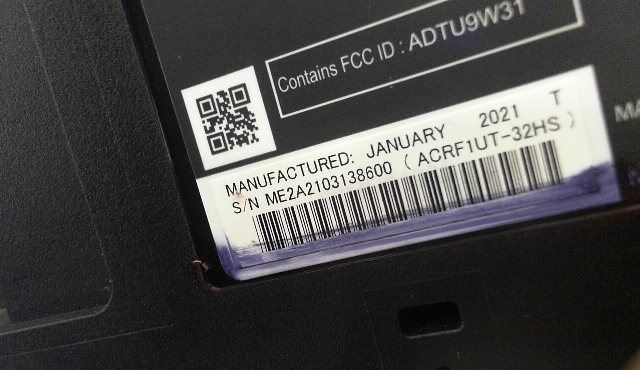 Contains FCC ID : ADTU9W31
MANUFACTURED: JANUARY 2021 T
S/N ME2A2103138600 ( ACRF1UT-32HS )